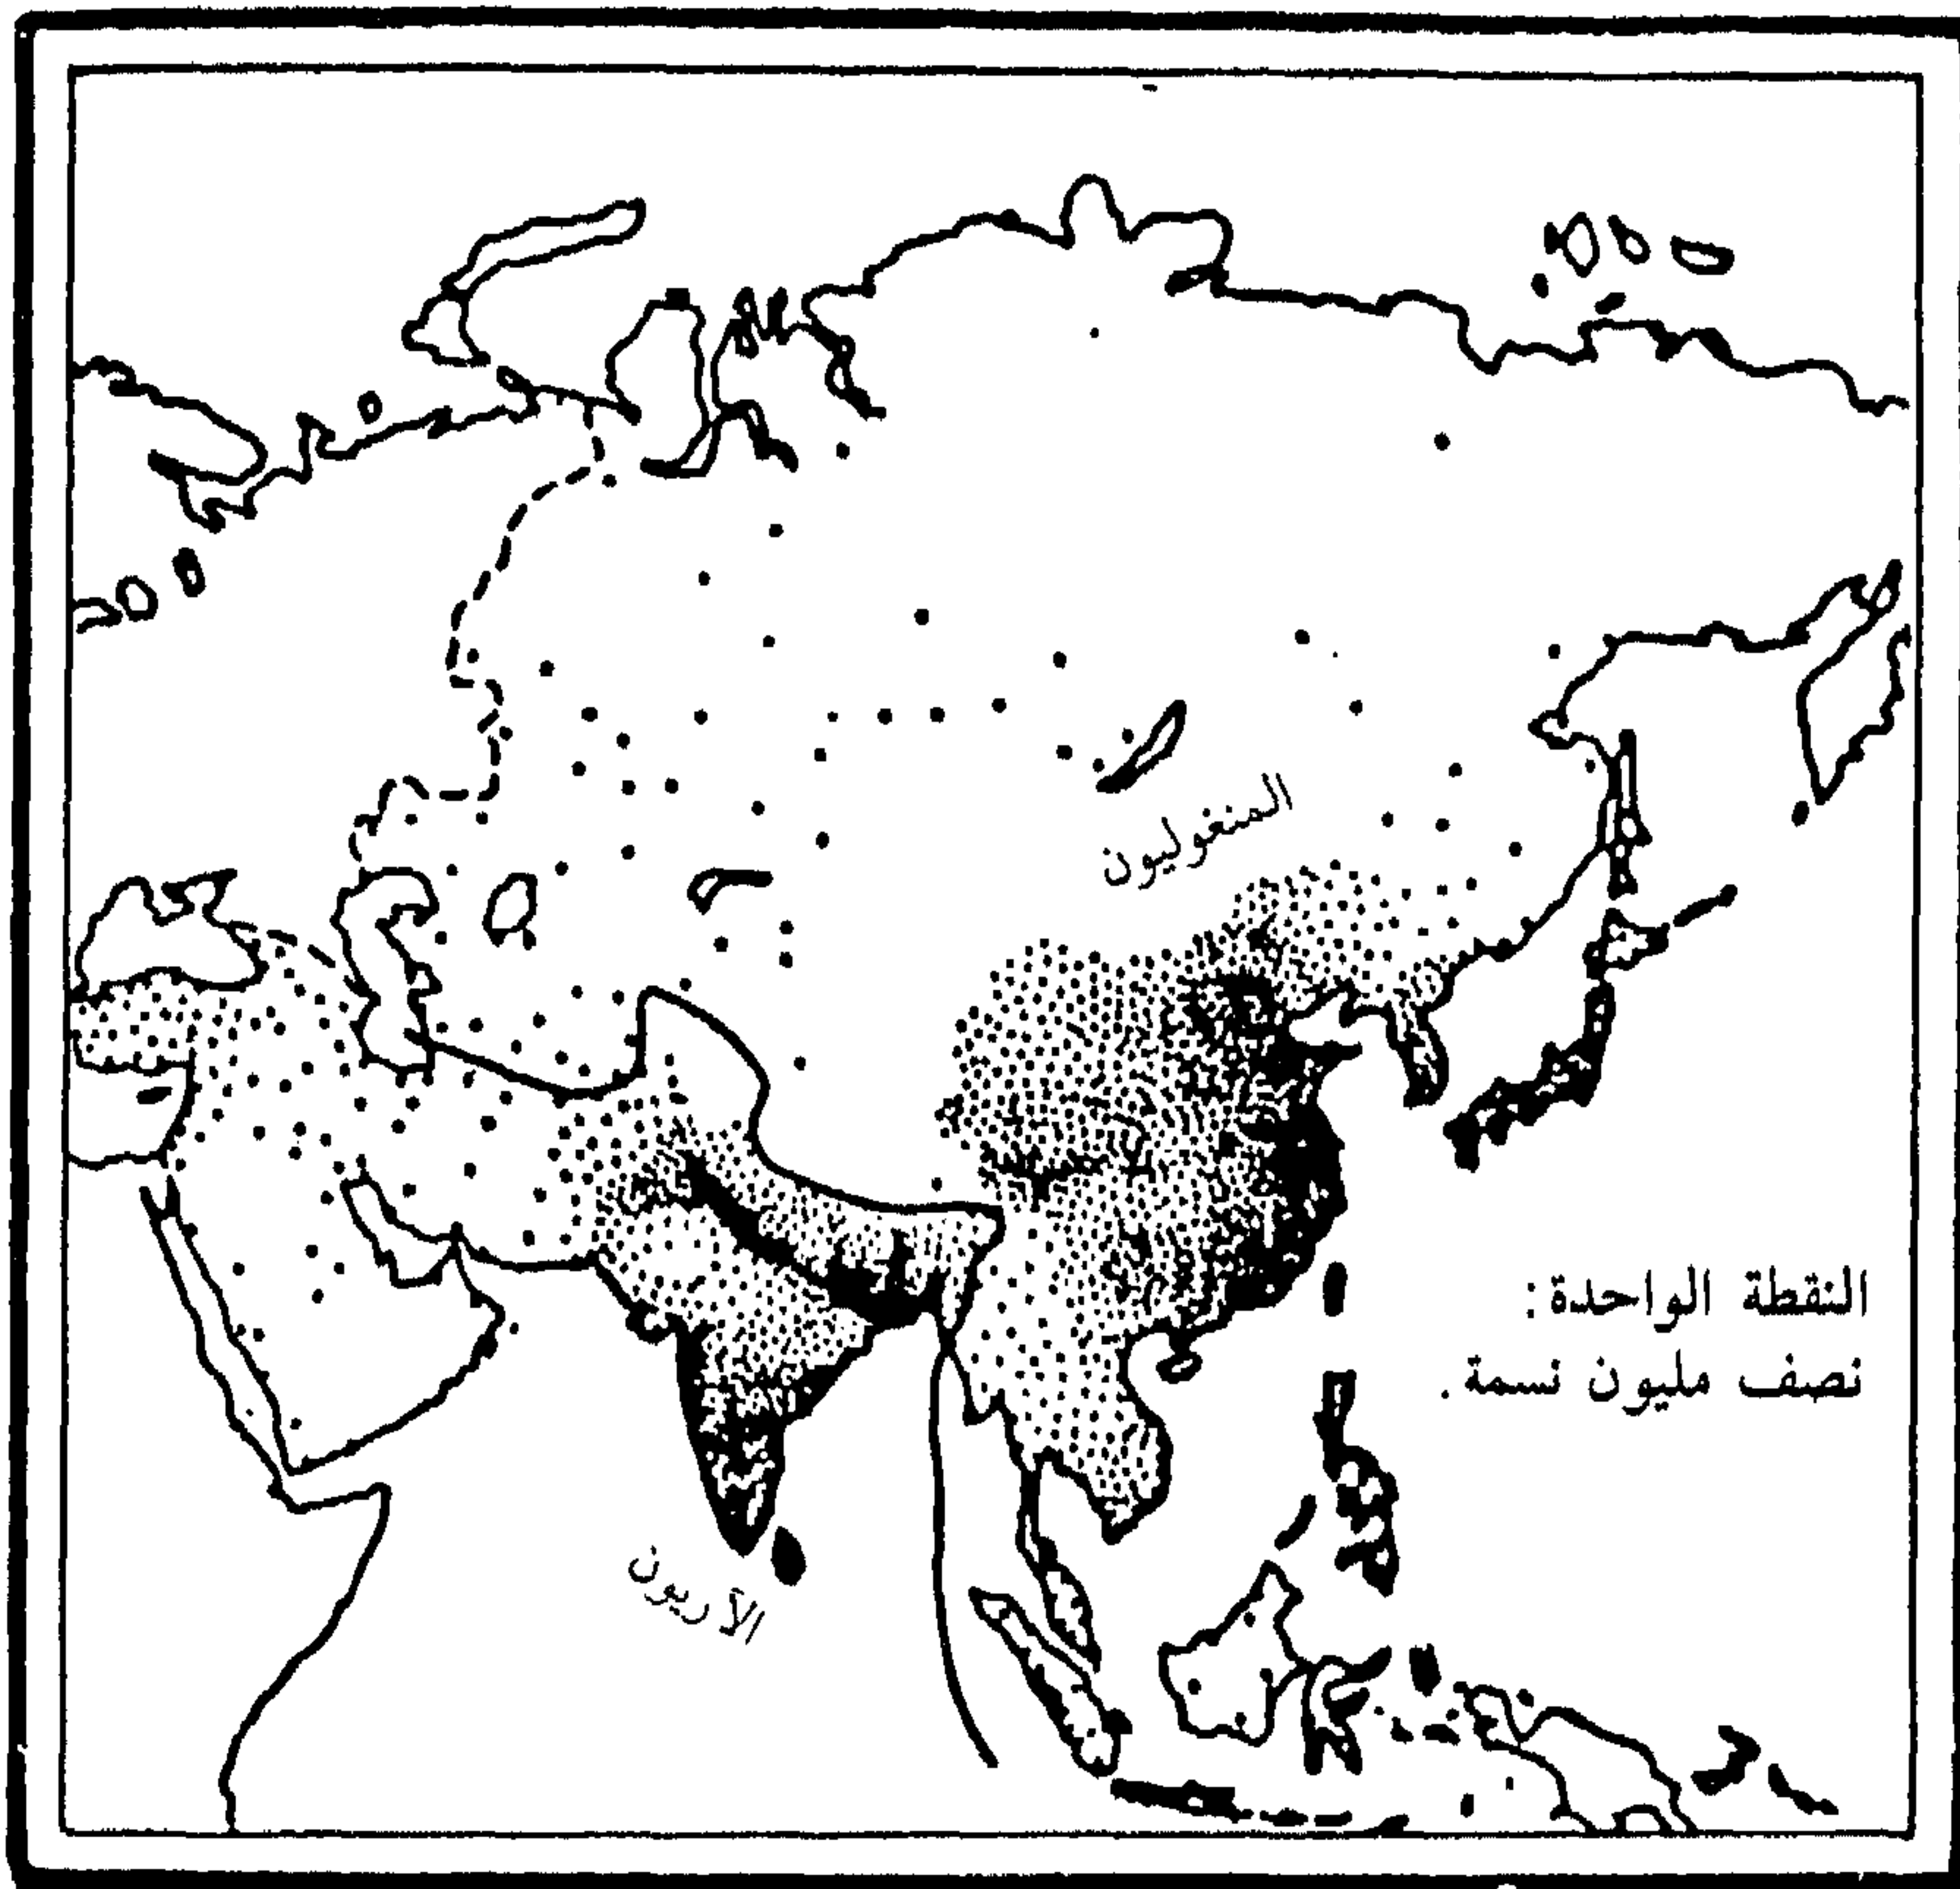 المنغوليون
النقطة الواحدة:
نصف مليون نسمة.
الآريون